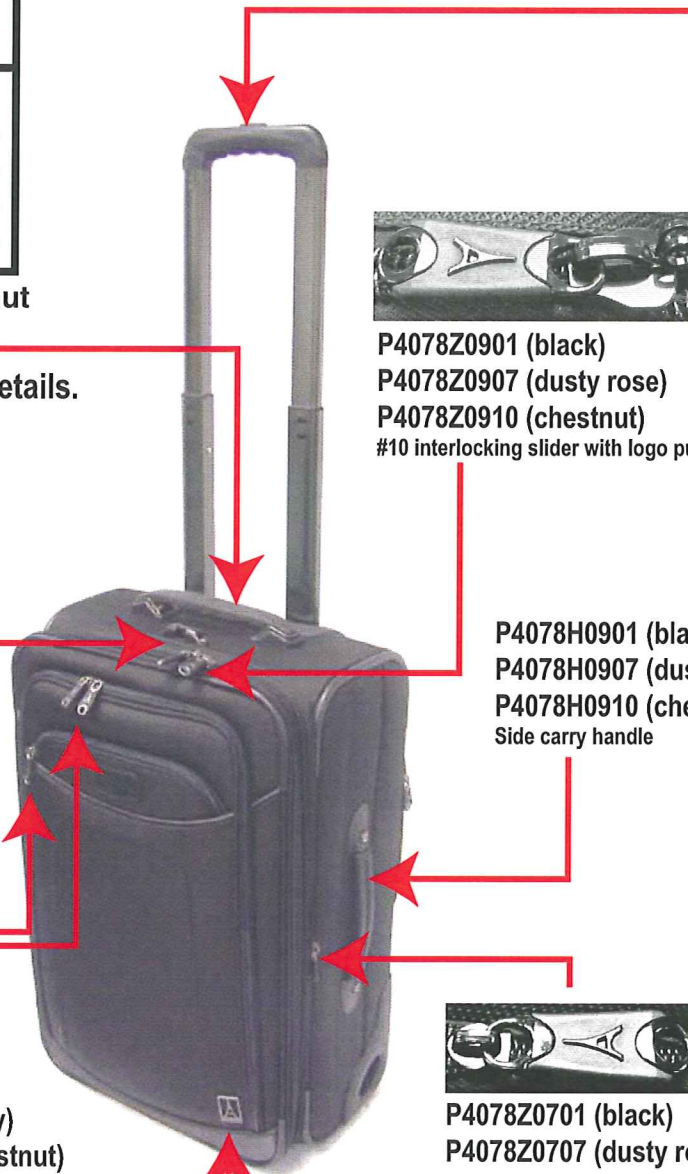 ut
etails.
P4078Z0901 (black)
P4078Z0907 (dusty rose)
P4078Z0910 (chestnut)
#10 interlocking slider with logo pu
P4078H0901 (bla
P4078H0907 (dus
P4078H0910 (che
Side carry handle
y)
stnut)
P4078Z0701 (black)
P4078Z0707 (dusty ro